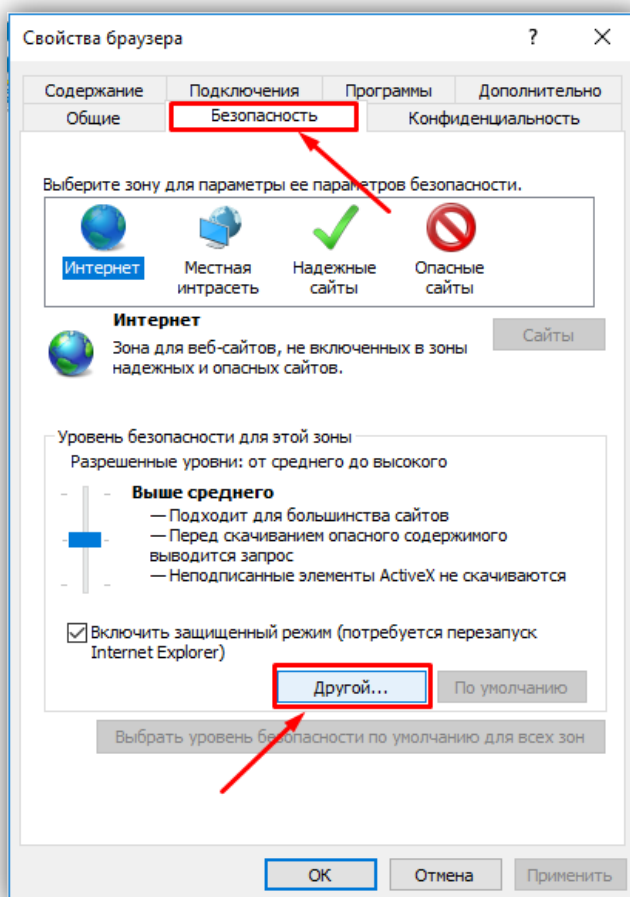 Свойства браузера ?
Содержание Подключения Программы Дополнительно
Общие Безопасность Конфиденциальность
Выберите зону для параметры ее параметров безопасности.
Интернет Местная интрасеть Надежные сайты Опасные сайты
Интернет
Сайты
Зона для веб-сайтов, не включенных в зоны
надежных и опасных сайтов.
Уровень безопасности для этой зоны
Разрешенные уровни: от среднего до высокого
Выше среднего
— Подходит для большинства сайтов
— Перед скачиванием опасного содержимого
выводится запрос
— Неподписанные элементы ActiveX не скачиваются
Включить защищенный режим (потребуется перезапуск
Internet Explorer)
Другой... По умолчанию
Выбрать уровень безопасности по умолчанию для всех зон
ОК Отмена Применить